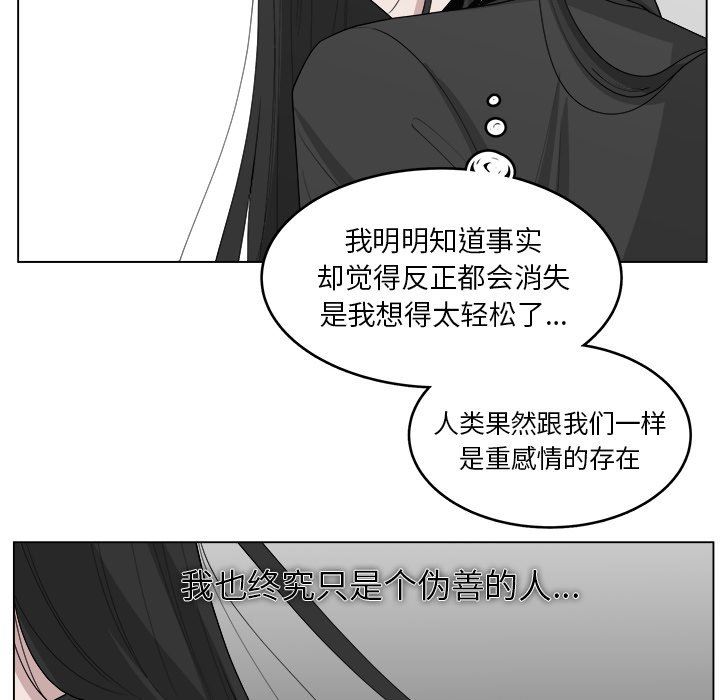 我明明知道事实
却觉得反正都会消失
是我想得太轻松了...
人类果然跟我们一样
是重感情的存在
我也终究只是个伪善的人...